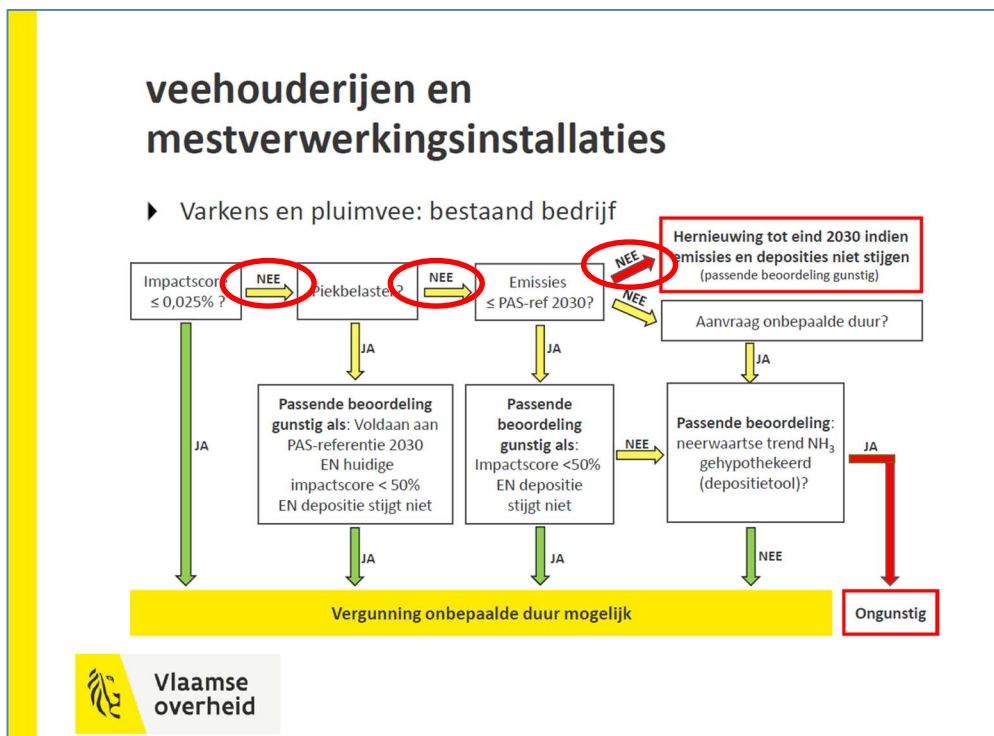 veehouderijen en
mestverwerkingsinstallaties
Varkens en pluimvee: bestaand bedrijf
Impactscore
≤ 0,025% ?
NEE
Piekbelaster?
NEE
Emissies
≤ PAS-ref 2030?
NEE
Hernieuwing tot eind 2030 indien
emissies en deposities niet stijgen
(passende beoordeling gunstig)
NEE
Aanvraag onbepaalde duur?
JA
JA
JA
JA
Passende beoordeling
gunstig als: Voldaan aan
PAS-referentie 2030
EN huidige
impactscore < 50%
EN depositie stijgt niet
Passende
beoordeling
gunstig als:
Impactscore <50%
EN depositie
stijgt niet
NEE
Passende beoordeling:
neerwaartse trend NH₃
gehypothekeerd
(depositietool)?
JA
JA
JA
NEE
Vergunning onbepaalde duur mogelijk
Ongunstig
Vlaamse
overheid